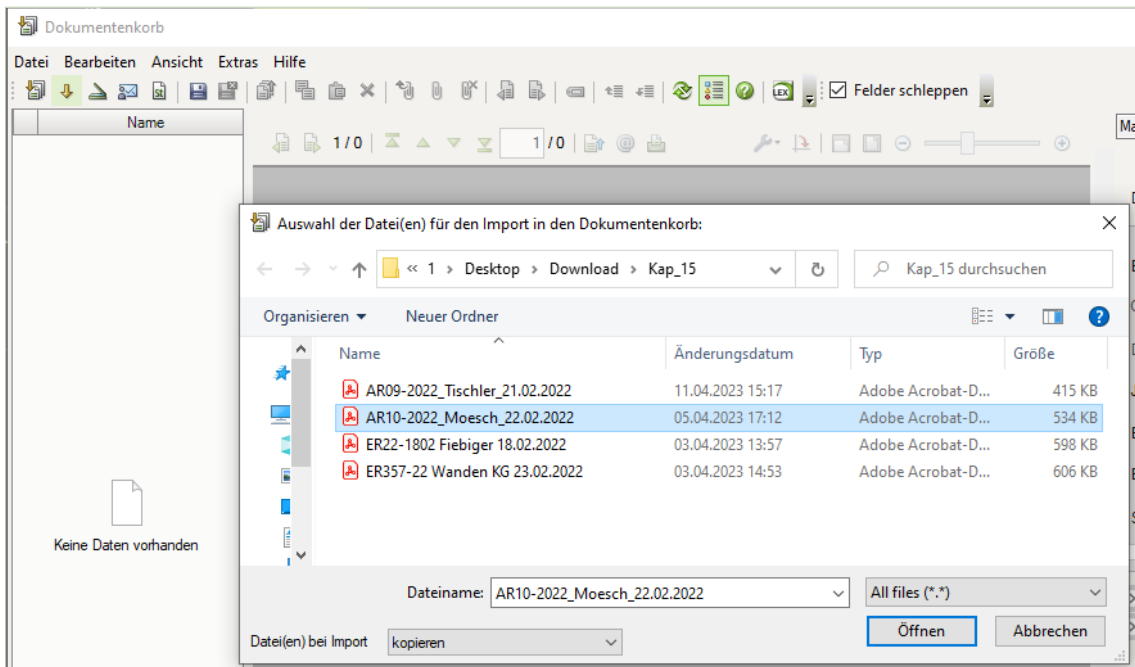 Dokumentenkorb
Datei Bearbeiten Ansicht Extras Hilfe
St LEX Felder schleppen
Name
1/0 1 /0
Ma
Auswahl der Datei(en) für den Import in den Dokumentenkorb:
« 1 > Desktop > Download > Kap_15 Kap_15 durchsuchen
Organisieren Neuer Ordner
Name Änderungsdatum Typ Größe
AR09-2022_Tischler_21.02.2022 11.04.2023 15:17 Adobe Acrobat-D... 415 KB
AR10-2022_Moesch_22.02.2022 05.04.2023 17:12 Adobe Acrobat-D... 534 KB
ER22-1802 Fiebiger 18.02.2022 03.04.2023 13:57 Adobe Acrobat-D... 598 KB
ER357-22 Wanden KG 23.02.2022 03.04.2023 14:53 Adobe Acrobat-D... 606 KB
Keine Daten vorhanden
Dateiname: AR10-2022_Moesch_22.02.2022 All files (*.*)
Öffnen Abbrechen
Datei(en) bei Import kopieren